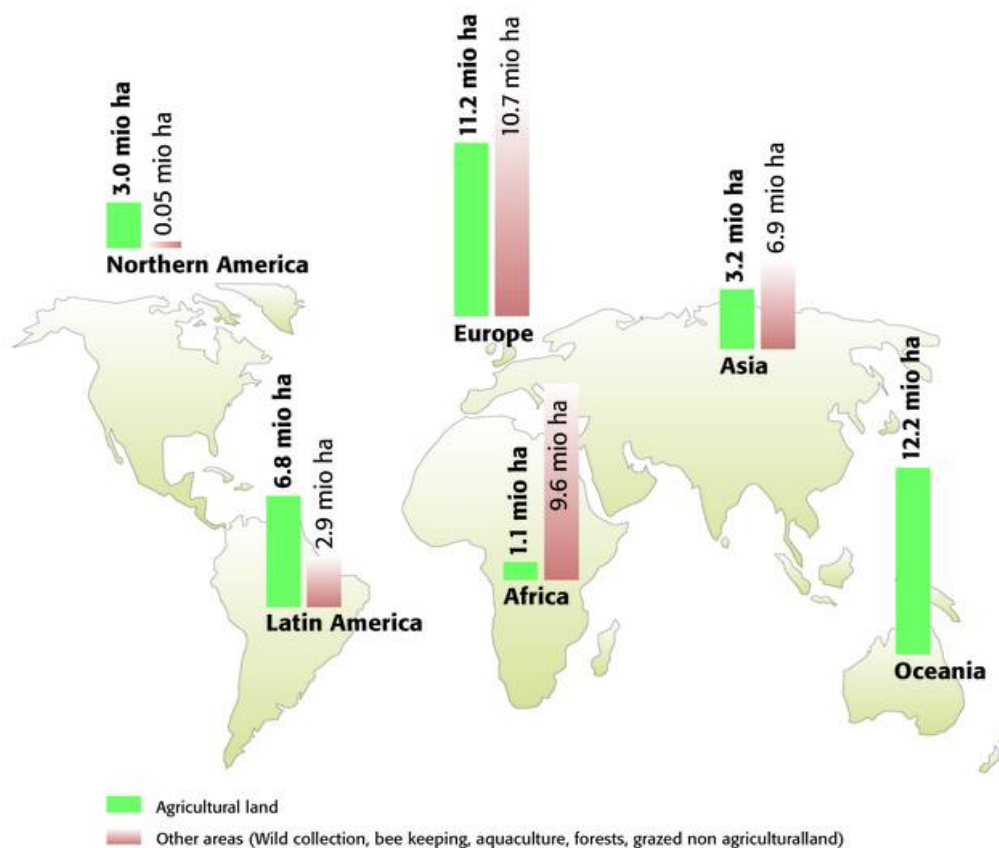 3.0 mio ha
0.05 mio ha
Northern America
11.2 mio ha
10.7 mio ha
Europe
3.2 mio ha
6.9 mio ha
Asia
6.8 mio ha
2.9 mio ha
Latin America
1.1 mio ha
9.6 mio ha
Africa
12.2 mio ha
Oceania
Agricultural land
Other areas (Wild collection, bee keeping, aquaculture, forests, grazed non agriculturalland)